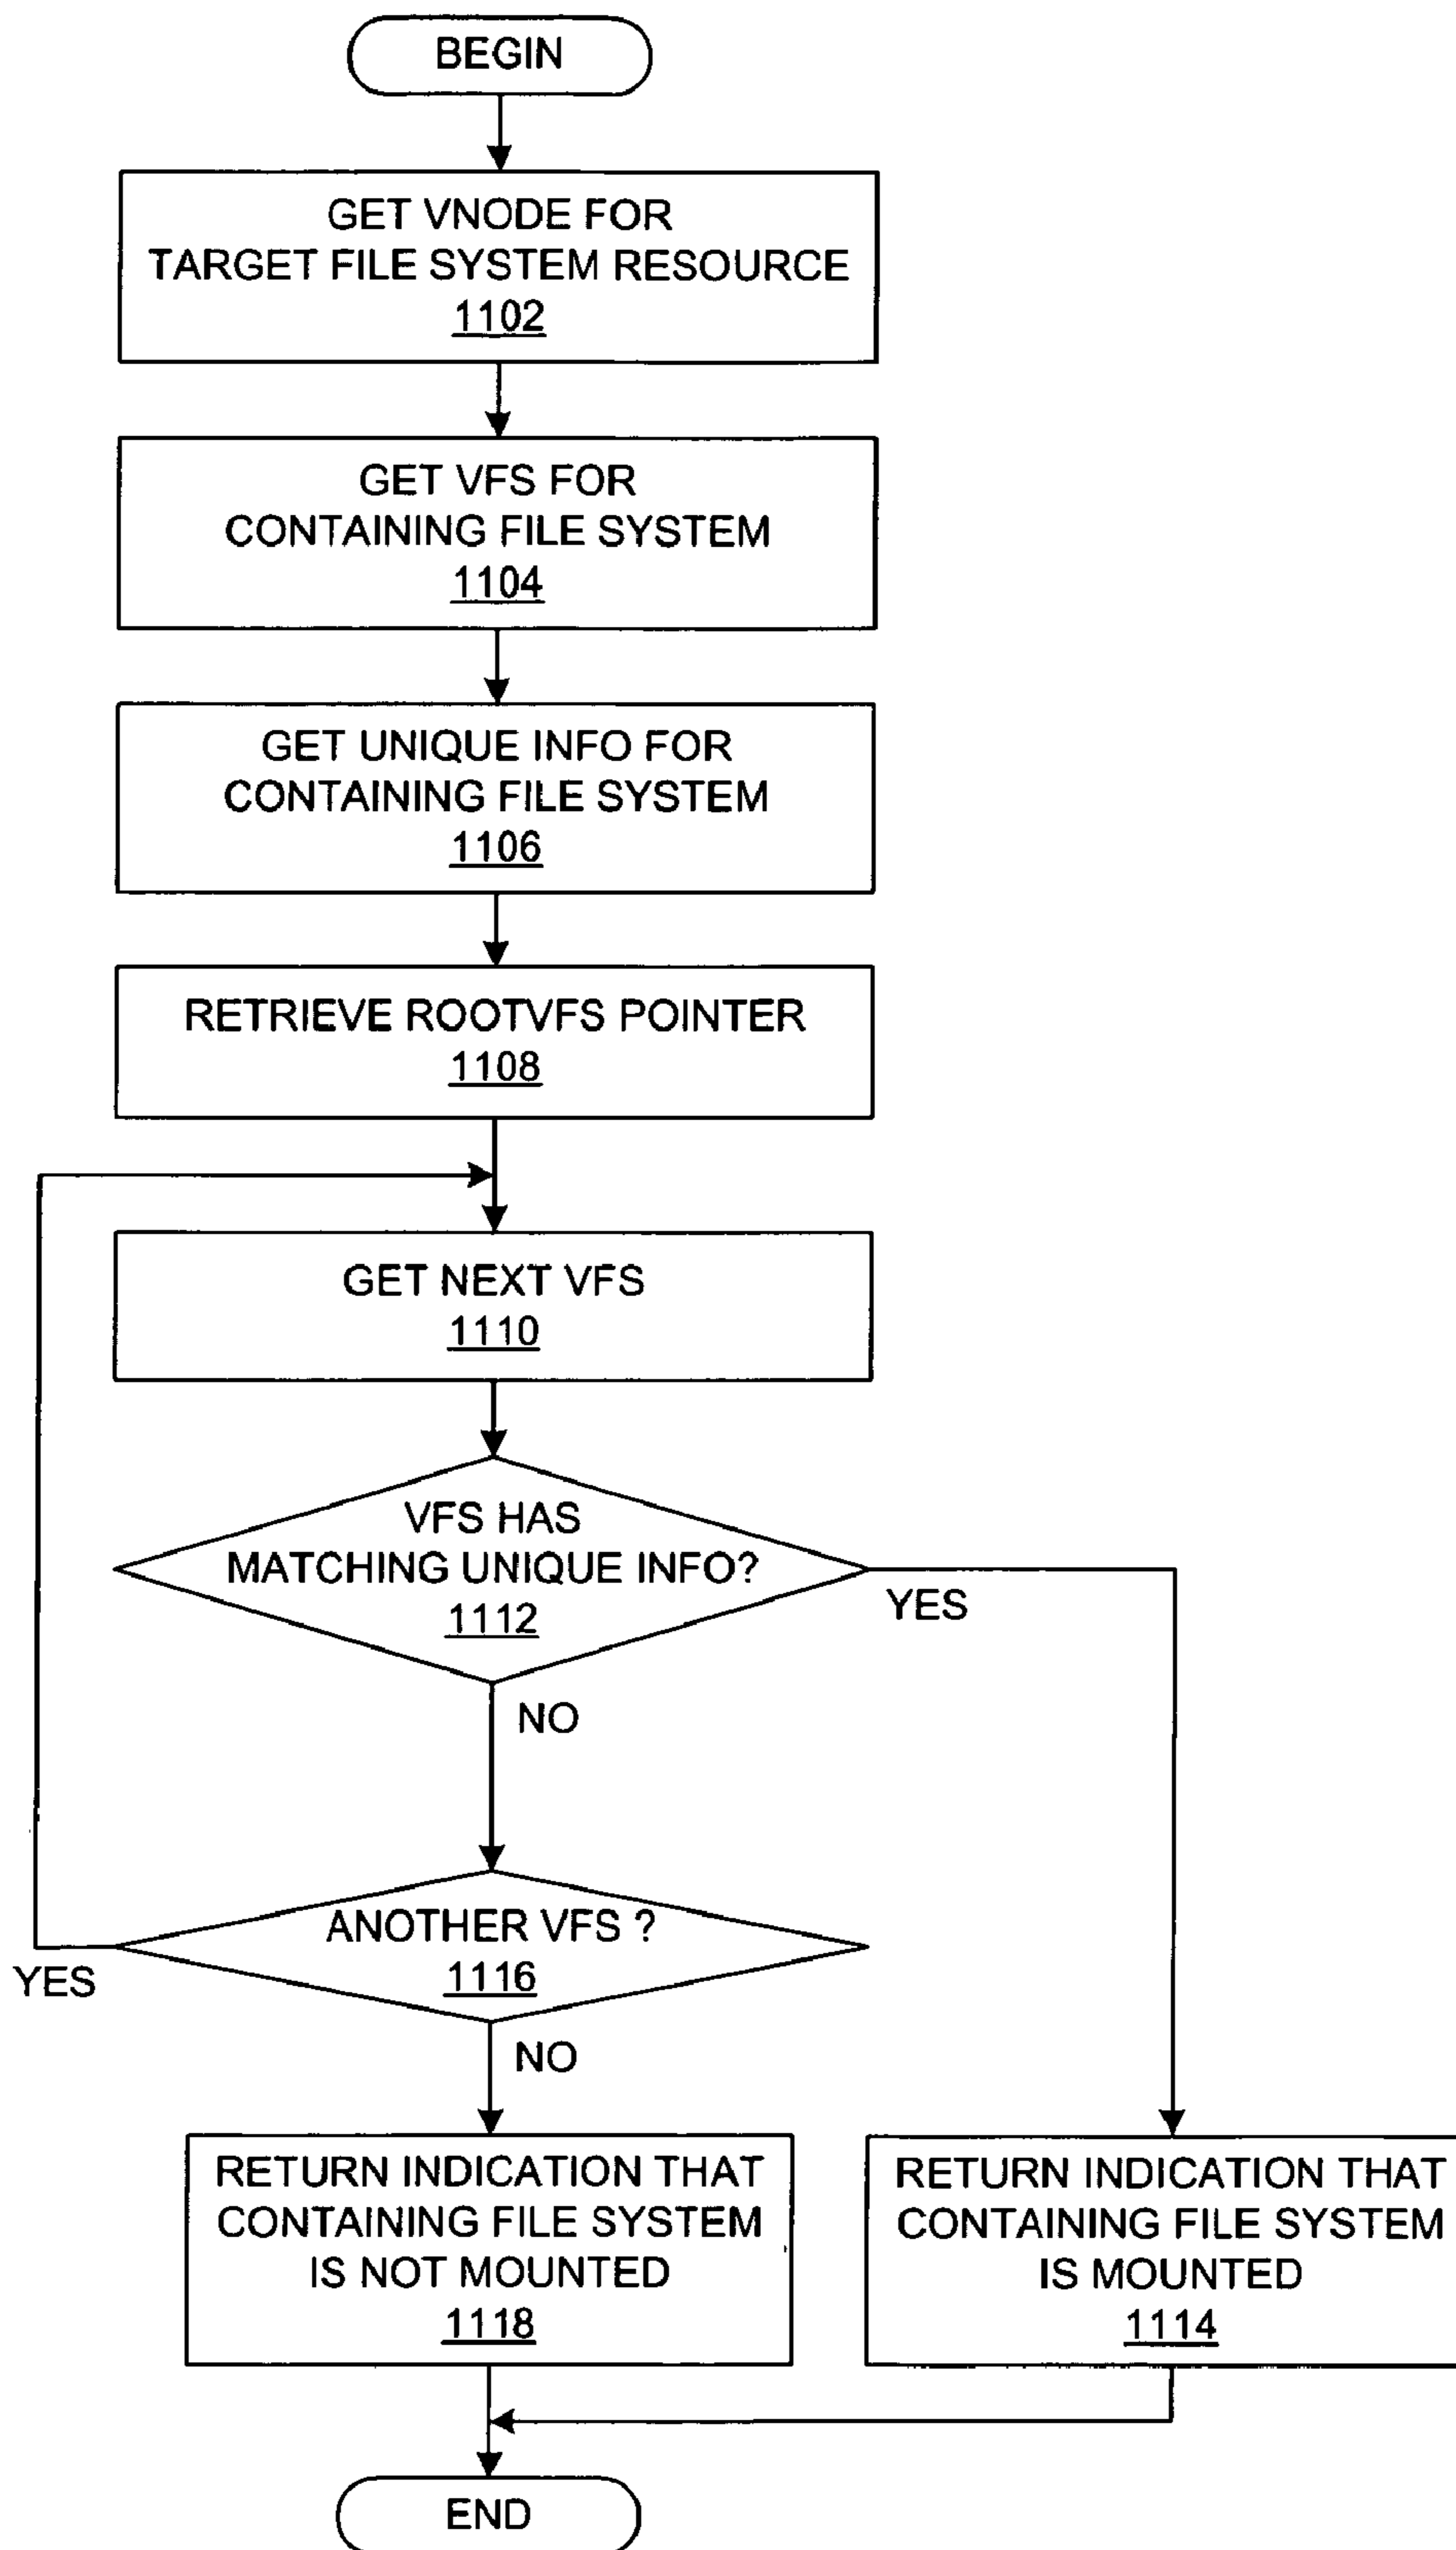 BEGIN
GET VNODE FOR
TARGET FILE SYSTEM RESOURCE
1102
GET VFS FOR
CONTAINING FILE SYSTEM
1104
GET UNIQUE INFO FOR
CONTAINING FILE SYSTEM
1106
RETRIEVE ROOTVFS POINTER
1108
GET NEXT VFS
1110
VFS HAS
MATCHING UNIQUE INFO?
1112
YES
NO
ANOTHER VFS ?
1116
YES
NO
RETURN INDICATION THAT
CONTAINING FILE SYSTEM
IS NOT MOUNTED
1118
RETURN INDICATION THAT
CONTAINING FILE SYSTEM
IS MOUNTED
1114
END